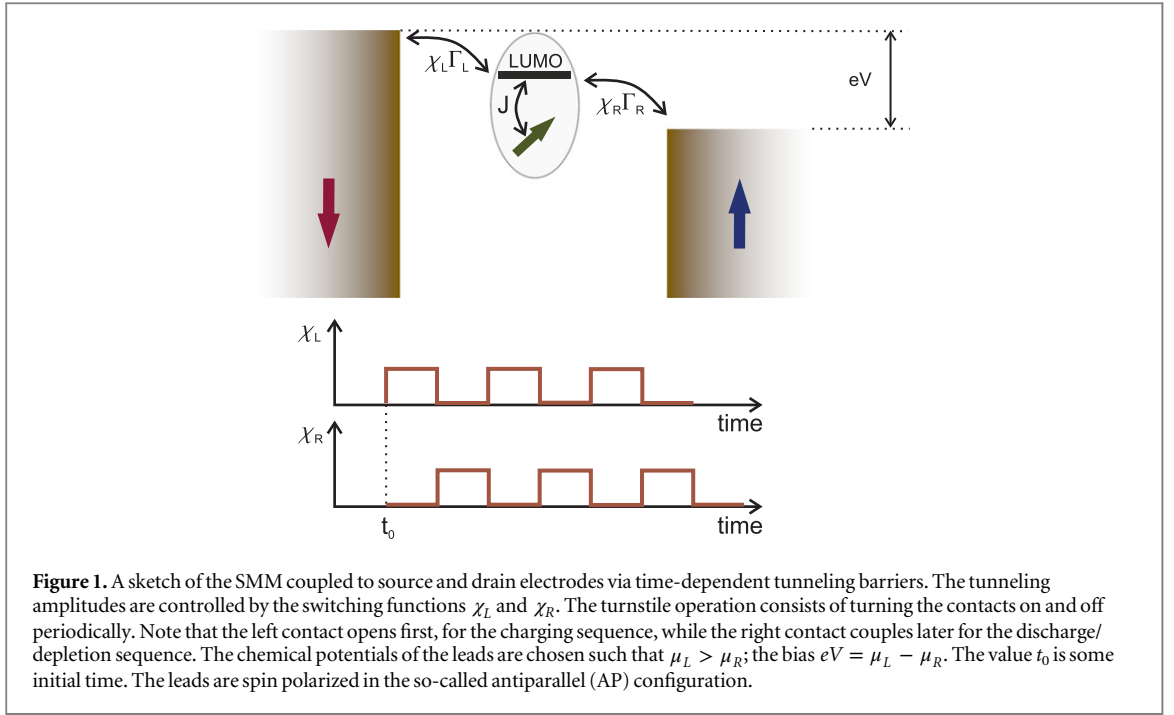 LUMO
χLΓL
J
χRΓR
eV
χL
time
χR
t0
time
Figure 1. A sketch of the SMM coupled to source and drain electrodes via time-dependent tunneling barriers. The tunneling
amplitudes are controlled by the switching functions χL and χR. The turnstile operation consists of turning the contacts on and off
periodically. Note that the left contact opens first, for the charging sequence, while the right contact couples later for the discharge/
depletion sequence. The chemical potentials of the leads are chosen such that μL > μR; the bias eV = μL − μR. The value t0 is some
initial time. The leads are spin polarized in the so-called antiparallel (AP) configuration.